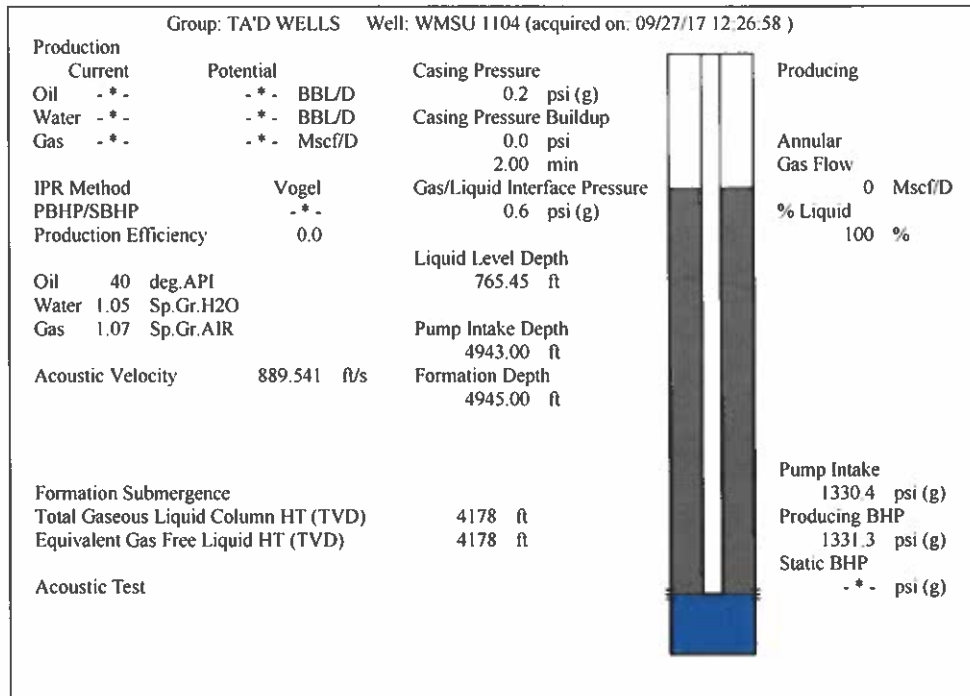 Group: TA'D WELLS Well: WMSU 1104 (acquired on: 09/27/17 12:26:58 )
Production
Current Potential
Oil - * - - * - BBL/D
Water - * - - * - BBL/D
Gas - * - - * - Mscf/D
IPR Method Vogel
PBHP/SBHP - * -
Production Efficiency 0.0
Oil 40 deg.API
Water 1.05 Sp.Gr.H2O
Gas 1.07 Sp.Gr.AIR
Acoustic Velocity 889.541 ft/s
Formation Submergence
Total Gaseous Liquid Column HT (TVD) 4178 ft
Equivalent Gas Free Liquid HT (TVD) 4178 ft
Acoustic Test
Casing Pressure
0.2 psi (g)
Casing Pressure Buildup
0.0 psi
2.00 min
Gas/Liquid Interface Pressure
0.6 psi (g)
Liquid Level Depth
765.45 ft
Pump Intake Depth
4943.00 ft
Formation Depth
4945.00 ft
Producing
Annular
Gas Flow
0 Mscf/D
% Liquid
100 %
Pump Intake
1330.4 psi (g)
Producing BHP
1331.3 psi (g)
Static BHP
- * - psi (g)